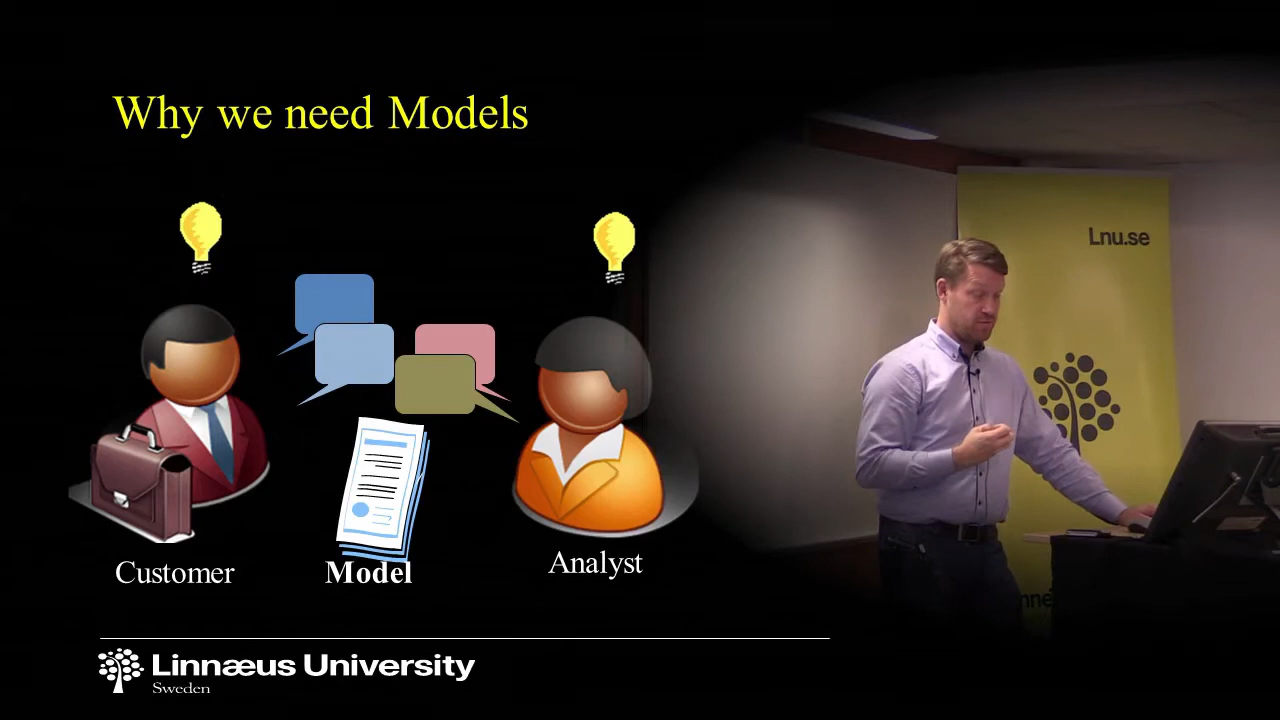 Why we need Models
Lnu.se
Customer
Model
Analyst
Linnæus University
Sweden